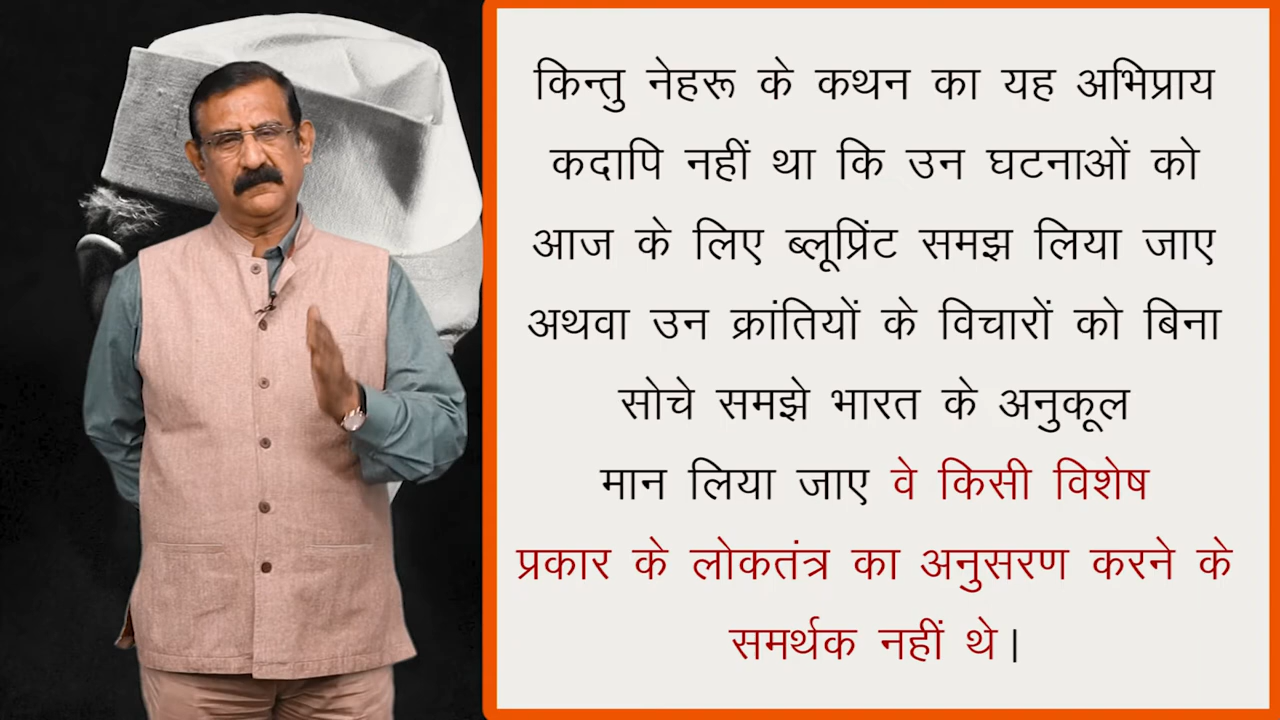 किन्तु नेहरू के कथन का यह अभिप्राय
कदापि नहीं था कि उन घटनाओं को
आज के लिए ब्लूप्रिंट समझ लिया जाए
अथवा उन क्रांतियों के विचारों को बिना
सोचे समझे भारत के अनुकूल
मान लिया जाए वे किसी विशेष
प्रकार के लोकतंत्र का अनुसरण करने के
समर्थक नहीं थे|